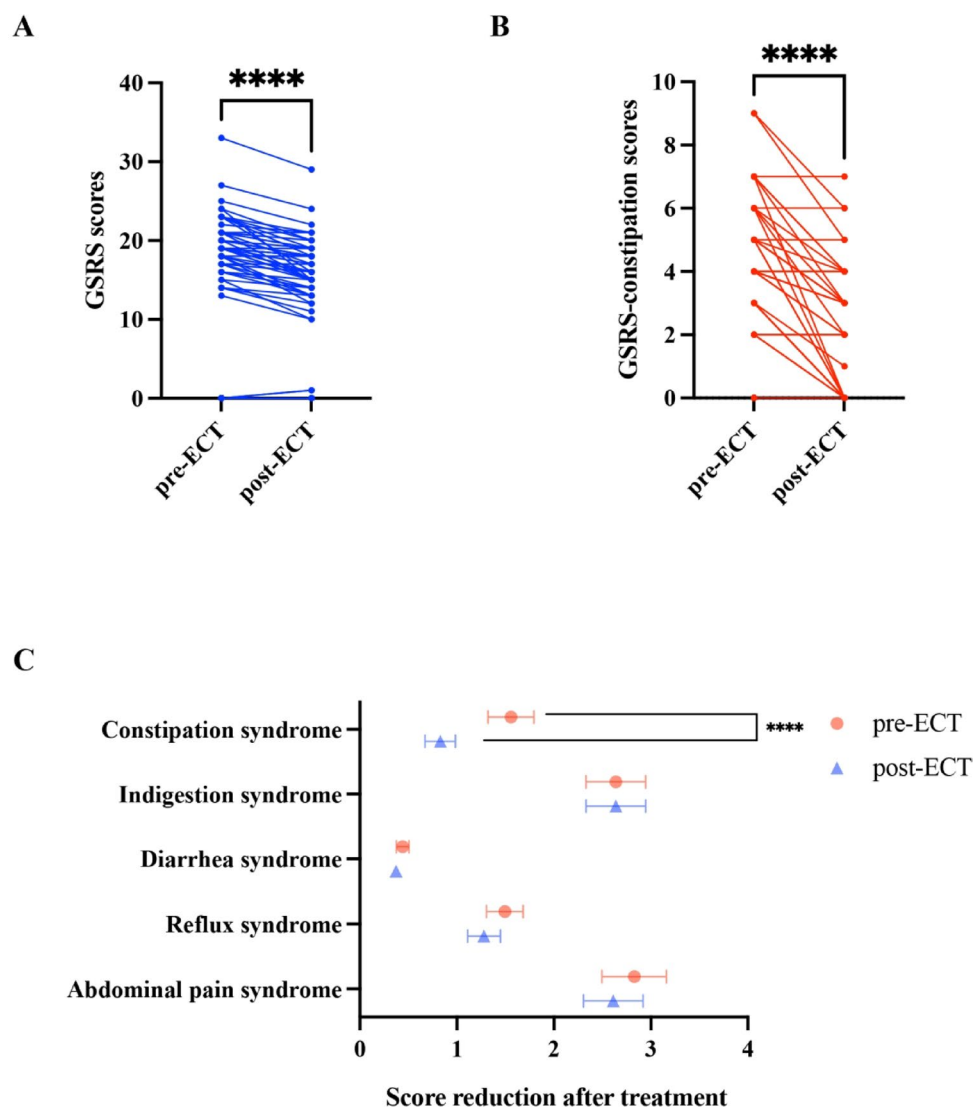 A
B
****
****
40
30
20
10
0
GSRS scores
pre-ECT
post-ECT
10
8
6
4
2
0
GSRS-constipation scores
pre-ECT
post-ECT
C
Constipation syndrome
Indigestion syndrome
Diarrhea syndrome
Reflux syndrome
Abdominal pain syndrome
****
pre-ECT
post-ECT
0 1 2 3 4
Score reduction after treatment